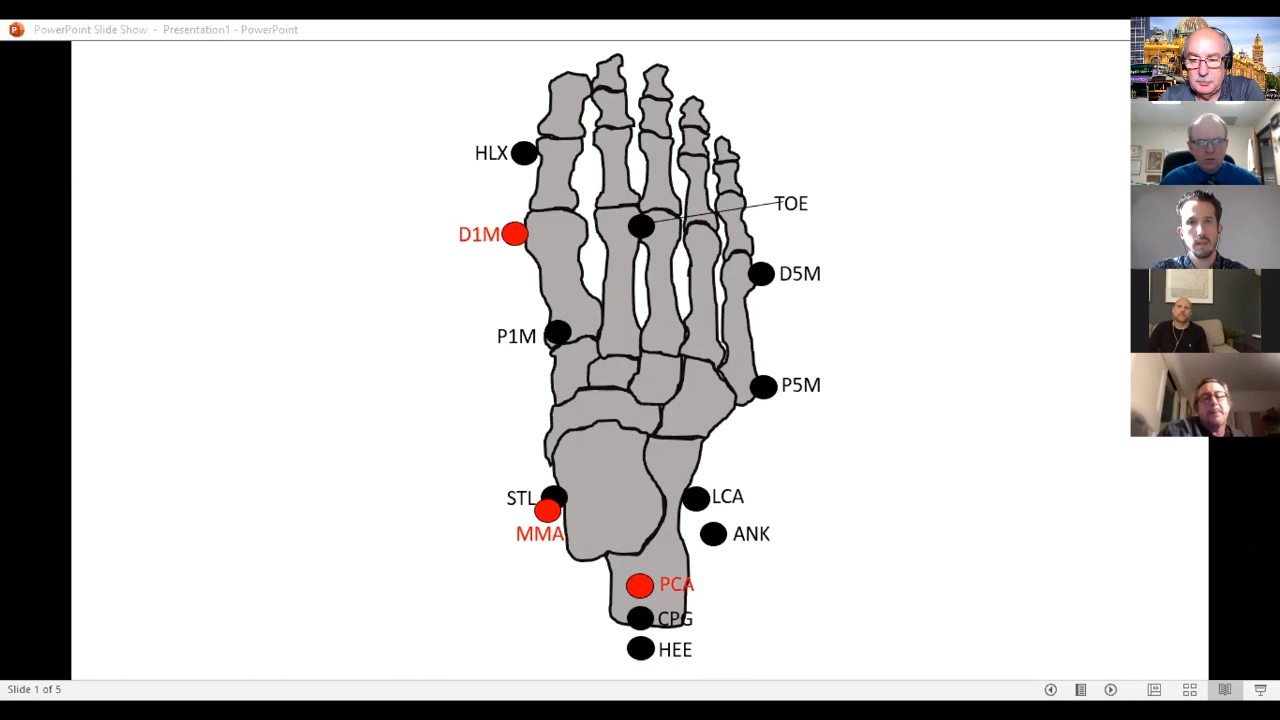 PowerPoint Slide Show - Presentation1 - PowerPoint
HLX
TOE
D1M
D5M
P1M
P5M
STL
LCA
MMA
ANK
PCA
CPG
HEE
Slide 1 of 5